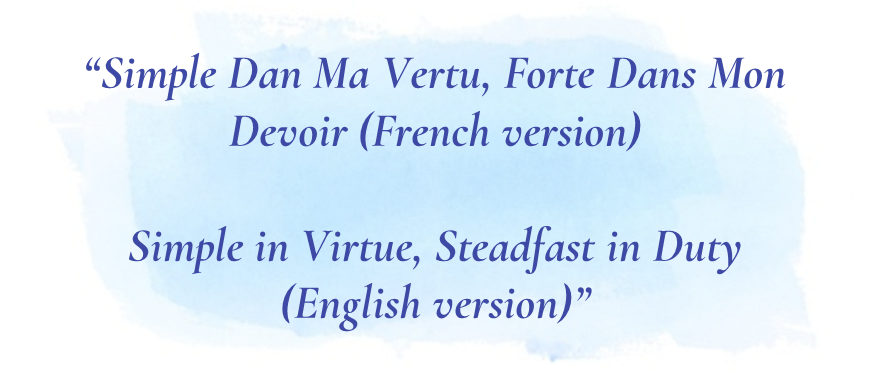 “Simple Dan Ma Vertu, Forte Dans Mon
Devoir (French version)
Simple in Virtue, Steadfast in Duty
(English version)”